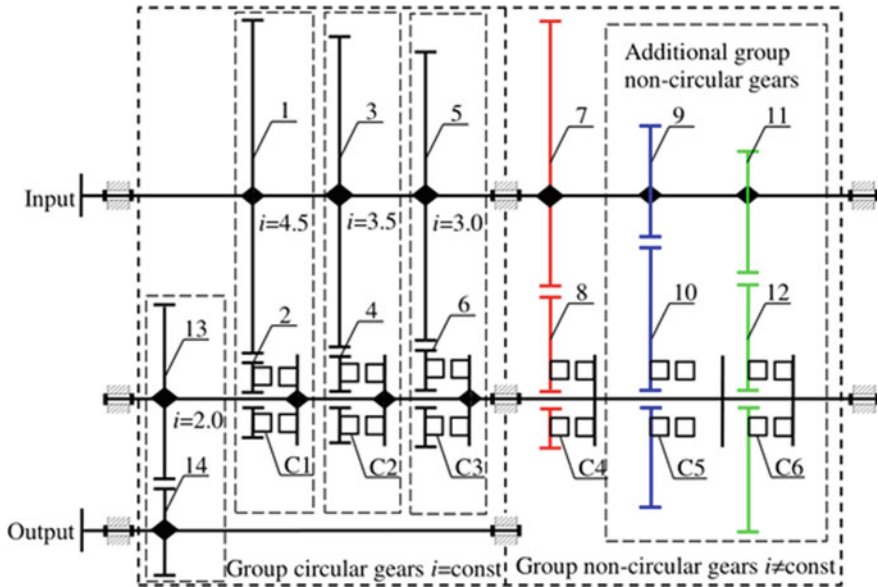 Additional group
non-circular gears
1
3
5
7
9
11
Input
i=4.5
i=3.5
i=3.0
13
2
4
6
8
10
12
i=2.0
14
C1
C2
C3
C4
C5
C6
Output
Group circular gears i=const
Group non-circular gears i≠const